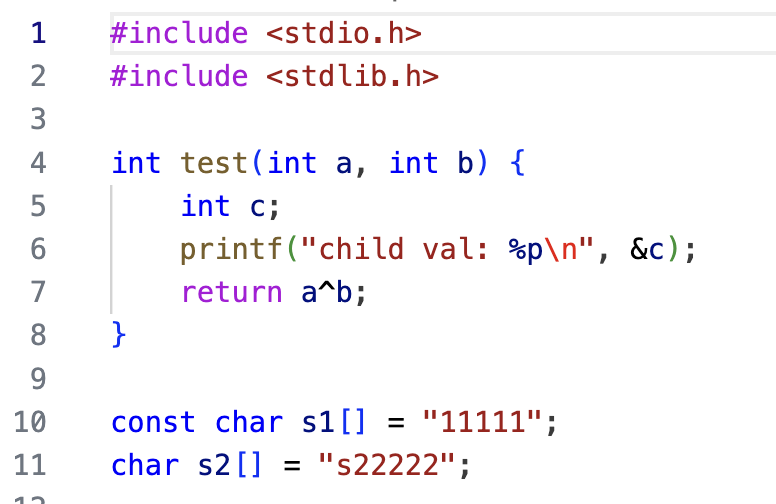 1 #include <stdio.h>
2 #include <stdlib.h>
3
4 int test(int a, int b) {
5     int c;
6     printf("child val: %p\n", &c);
7     return a^b;
8 }
9
10 const char s1[] = "11111";
11 char s2[] = "s22222";
12